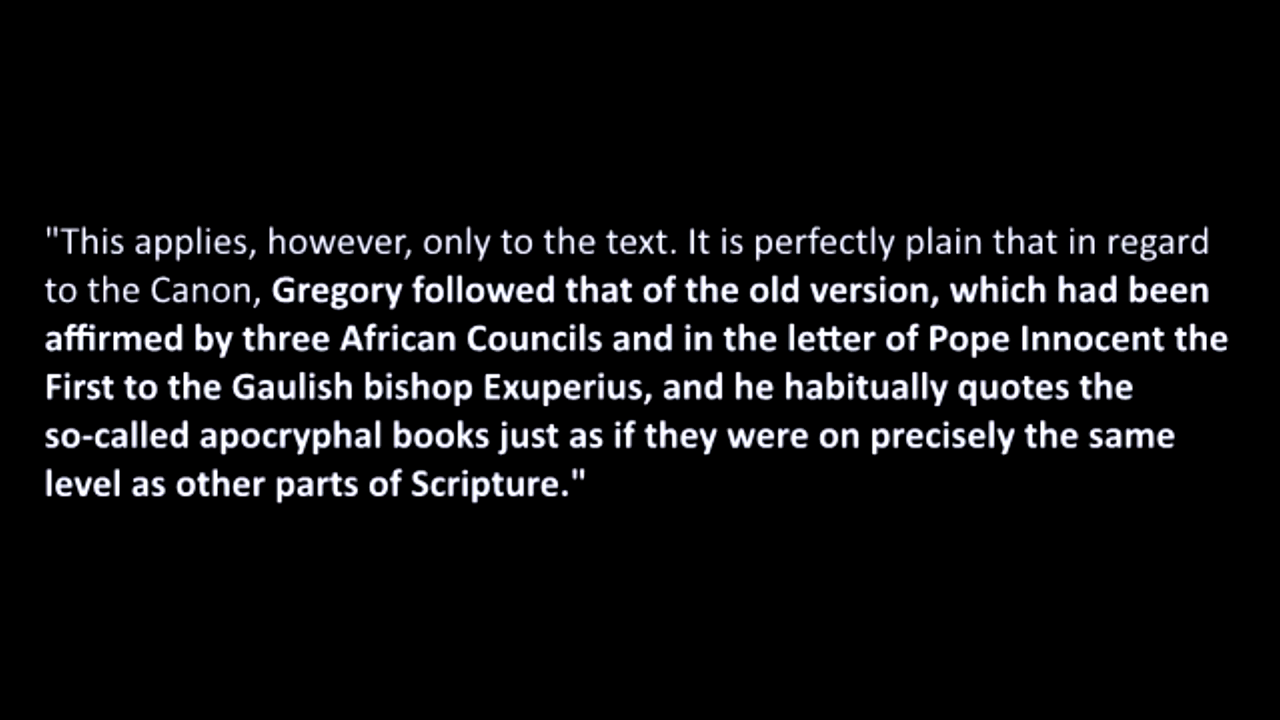 "This applies, however, only to the text. It is perfectly plain that in regard
to the Canon, Gregory followed that of the old version, which had been
affirmed by three African Councils and in the letter of Pope Innocent the
First to the Gaulish bishop Exuperius, and he habitually quotes the
so-called apocryphal books just as if they were on precisely the same
level as other parts of Scripture."